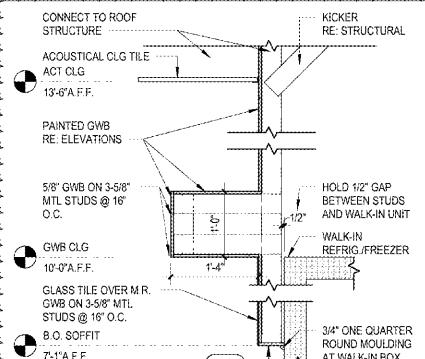 CONNECT TO ROOF
STRUCTURE
KICKER
RE: STRUCTURAL
ACOUSTICAL CLG TILE
ACT CLG
13'-6"A.F.F.
PAINTED GWB
RE: ELEVATIONS
5/8" GWB ON 3-5/8"
MTL STUDS @ 16"
O.C.
1'-0"
1/2"
HOLD 1/2" GAP
BETWEEN STUDS
AND WALK-IN UNIT
GWB CLG
10'-0"A.F.F.
1'-4"
WALK-IN
REFRIG./FREEZER
GLASS TILE OVER M.R.
GWB ON 3-5/8" MTL
STUDS @ 16" O.C.
B.O. SOFFIT
7'-1"A.F.F.
3/4" ONE QUARTER
ROUND MOULDING
AT WALK-IN BOX